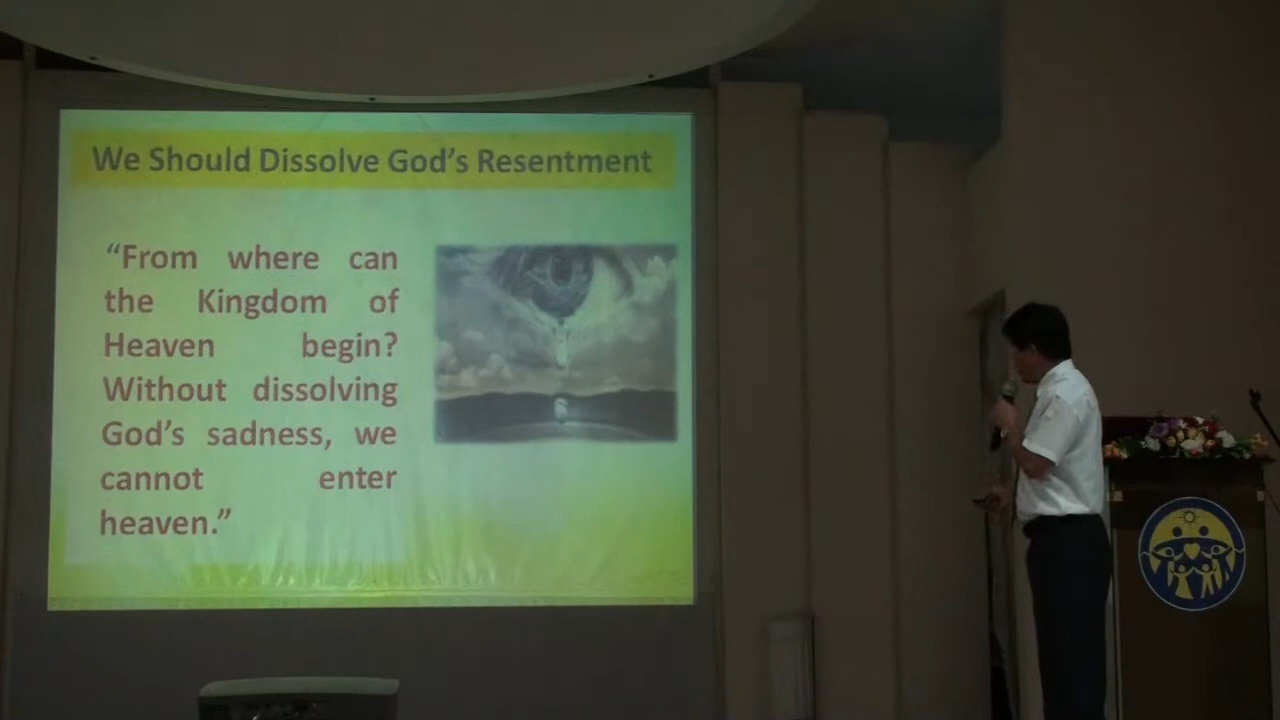 We Should Dissolve God's Resentment
“From where can
the Kingdom of
Heaven begin?
Without dissolving
God's sadness, we
cannot enter
heaven.”